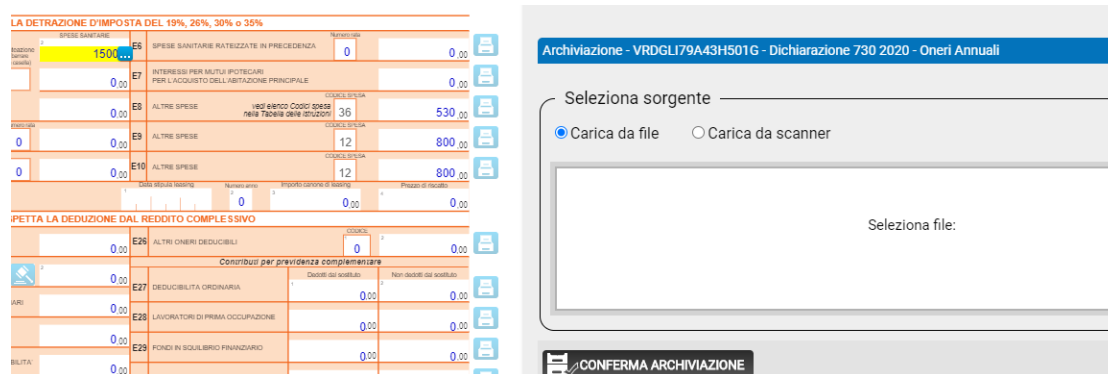 LA DETRAZIONE D'IMPOSTA DEL 19%, 26%, 30% o 35%
SPESE SANITARIE
1500...
E6 SPESE SANITARIE RATEIZZATE IN PRECEDENZA
Numero rata
0
0,00
0,00
E7 INTERESSI PER MUTUI IPOTECARI
PER L'ACQUISTO DELL'ABITAZIONE PRINCIPALE
0,00
0,00
E8 ALTRE SPESE
vedi elenco Codici spesa
nella Tabella delle istruzioni
CODICE SPESA
36
530,00
Numero rata
0
0,00
E9 ALTRE SPESE
CODICE SPESA
12
800,00
0
0,00
E10 ALTRE SPESE
CODICE SPESA
12
800,00
Data stipula leasing
Numero anni
0
Importo canone di leasing
0,00
Prezzo di riscatto
0,00
SPETTA LA DEDUZIONE DAL REDDITO COMPLESSIVO
0,00
E26 ALTRI ONERI DEDUCIBILI
CODICE
0
0,00
Contributi per previdenza complementare
Dedotti dal sostituto
Non dedotti dal sostituto
0,00
E27 DEDUCIBILITA ORDINARIA
0,00
0,00
ARI
0,00
E28 LAVORATORI DI PRIMA OCCUPAZIONE
0,00
0,00
0,00
E29 FONDI IN SQUILIBRIO FINANZIARIO
0,00
0,00
BILITA'
0,00
Archiviazione - VRDGLI79A43H501G - Dichiarazione 730 2020 - Oneri Annuali
Seleziona sorgente
Carica da file
Carica da scanner
Seleziona file:
CONFERMA ARCHIVIAZIONE